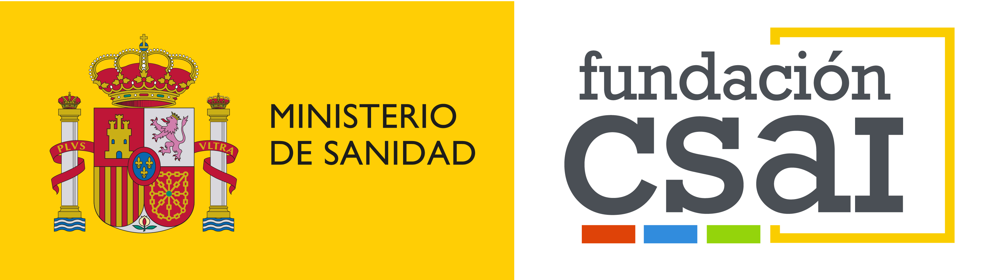 PLVS VLTRA
MINISTERIO
DE SANIDAD
fundación
csai